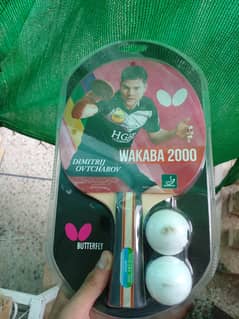 WAKABA 2000
DIMITRIJ
OVTCHAROV
BUTTERFLY